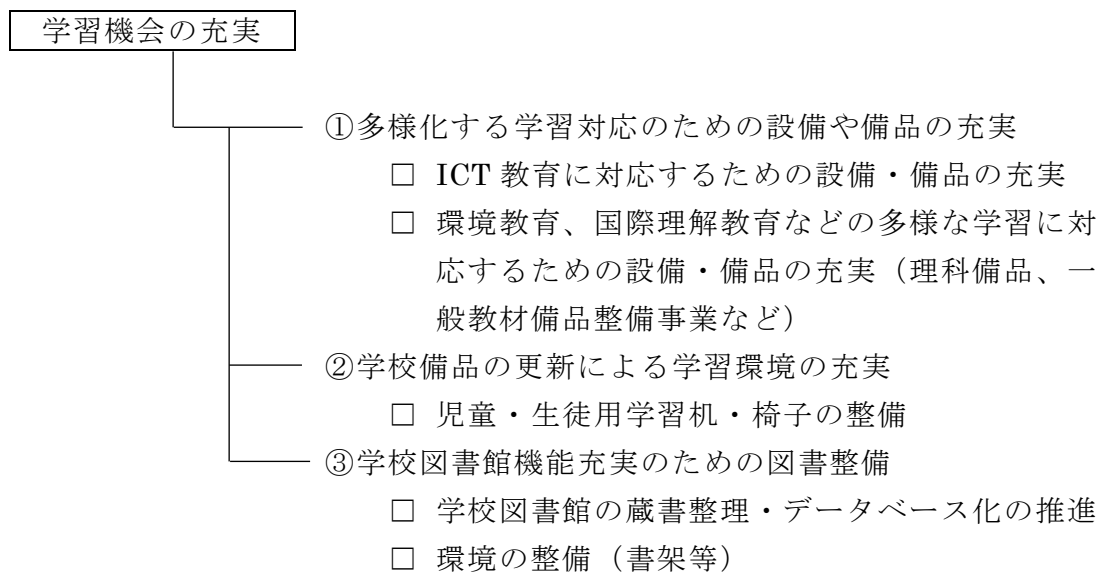 学習機会の充実
①多様化する学習対応のための設備や備品の充実
□ ICT 教育に対応するための設備・備品の充実
□ 環境教育、国際理解教育などの多様な学習に対
応するための設備・備品の充実（理科備品、一
般教材備品整備事業など）
②学校備品の更新による学習環境の充実
□ 児童・生徒用学習机・椅子の整備
③学校図書館機能充実のための図書整備
□ 学校図書館の蔵書整理・データベース化の推進
□ 環境の整備（書架等）